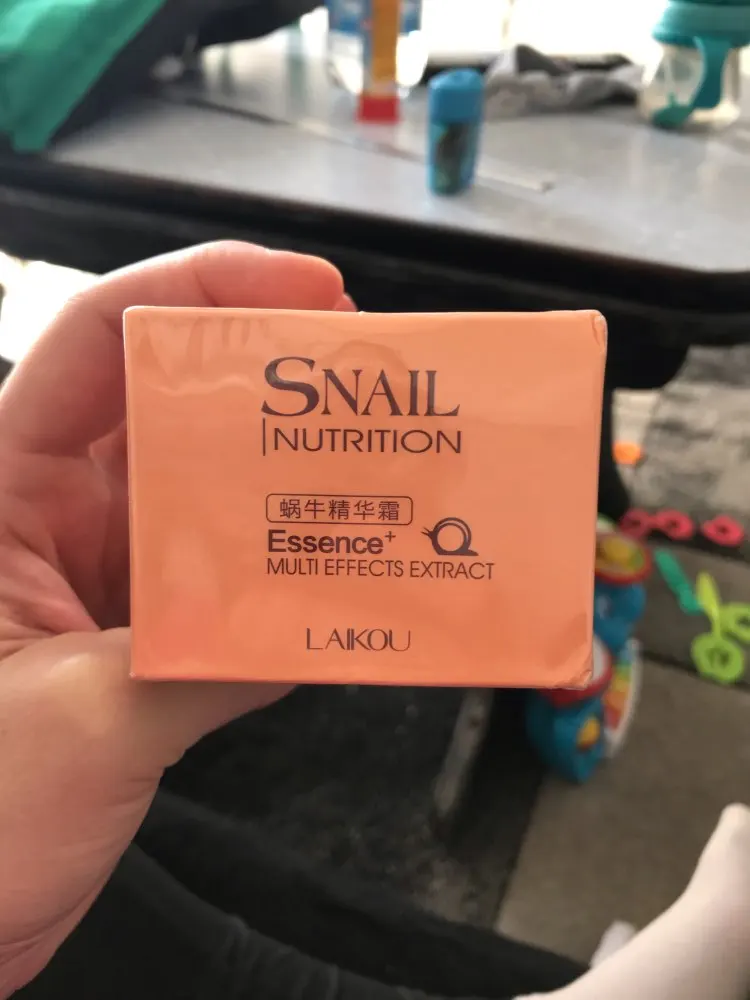 SNAIL
NUTRITION
蜗牛精华霜
Essence+
MULTI EFFECTS EXTRACT
LAIKOU